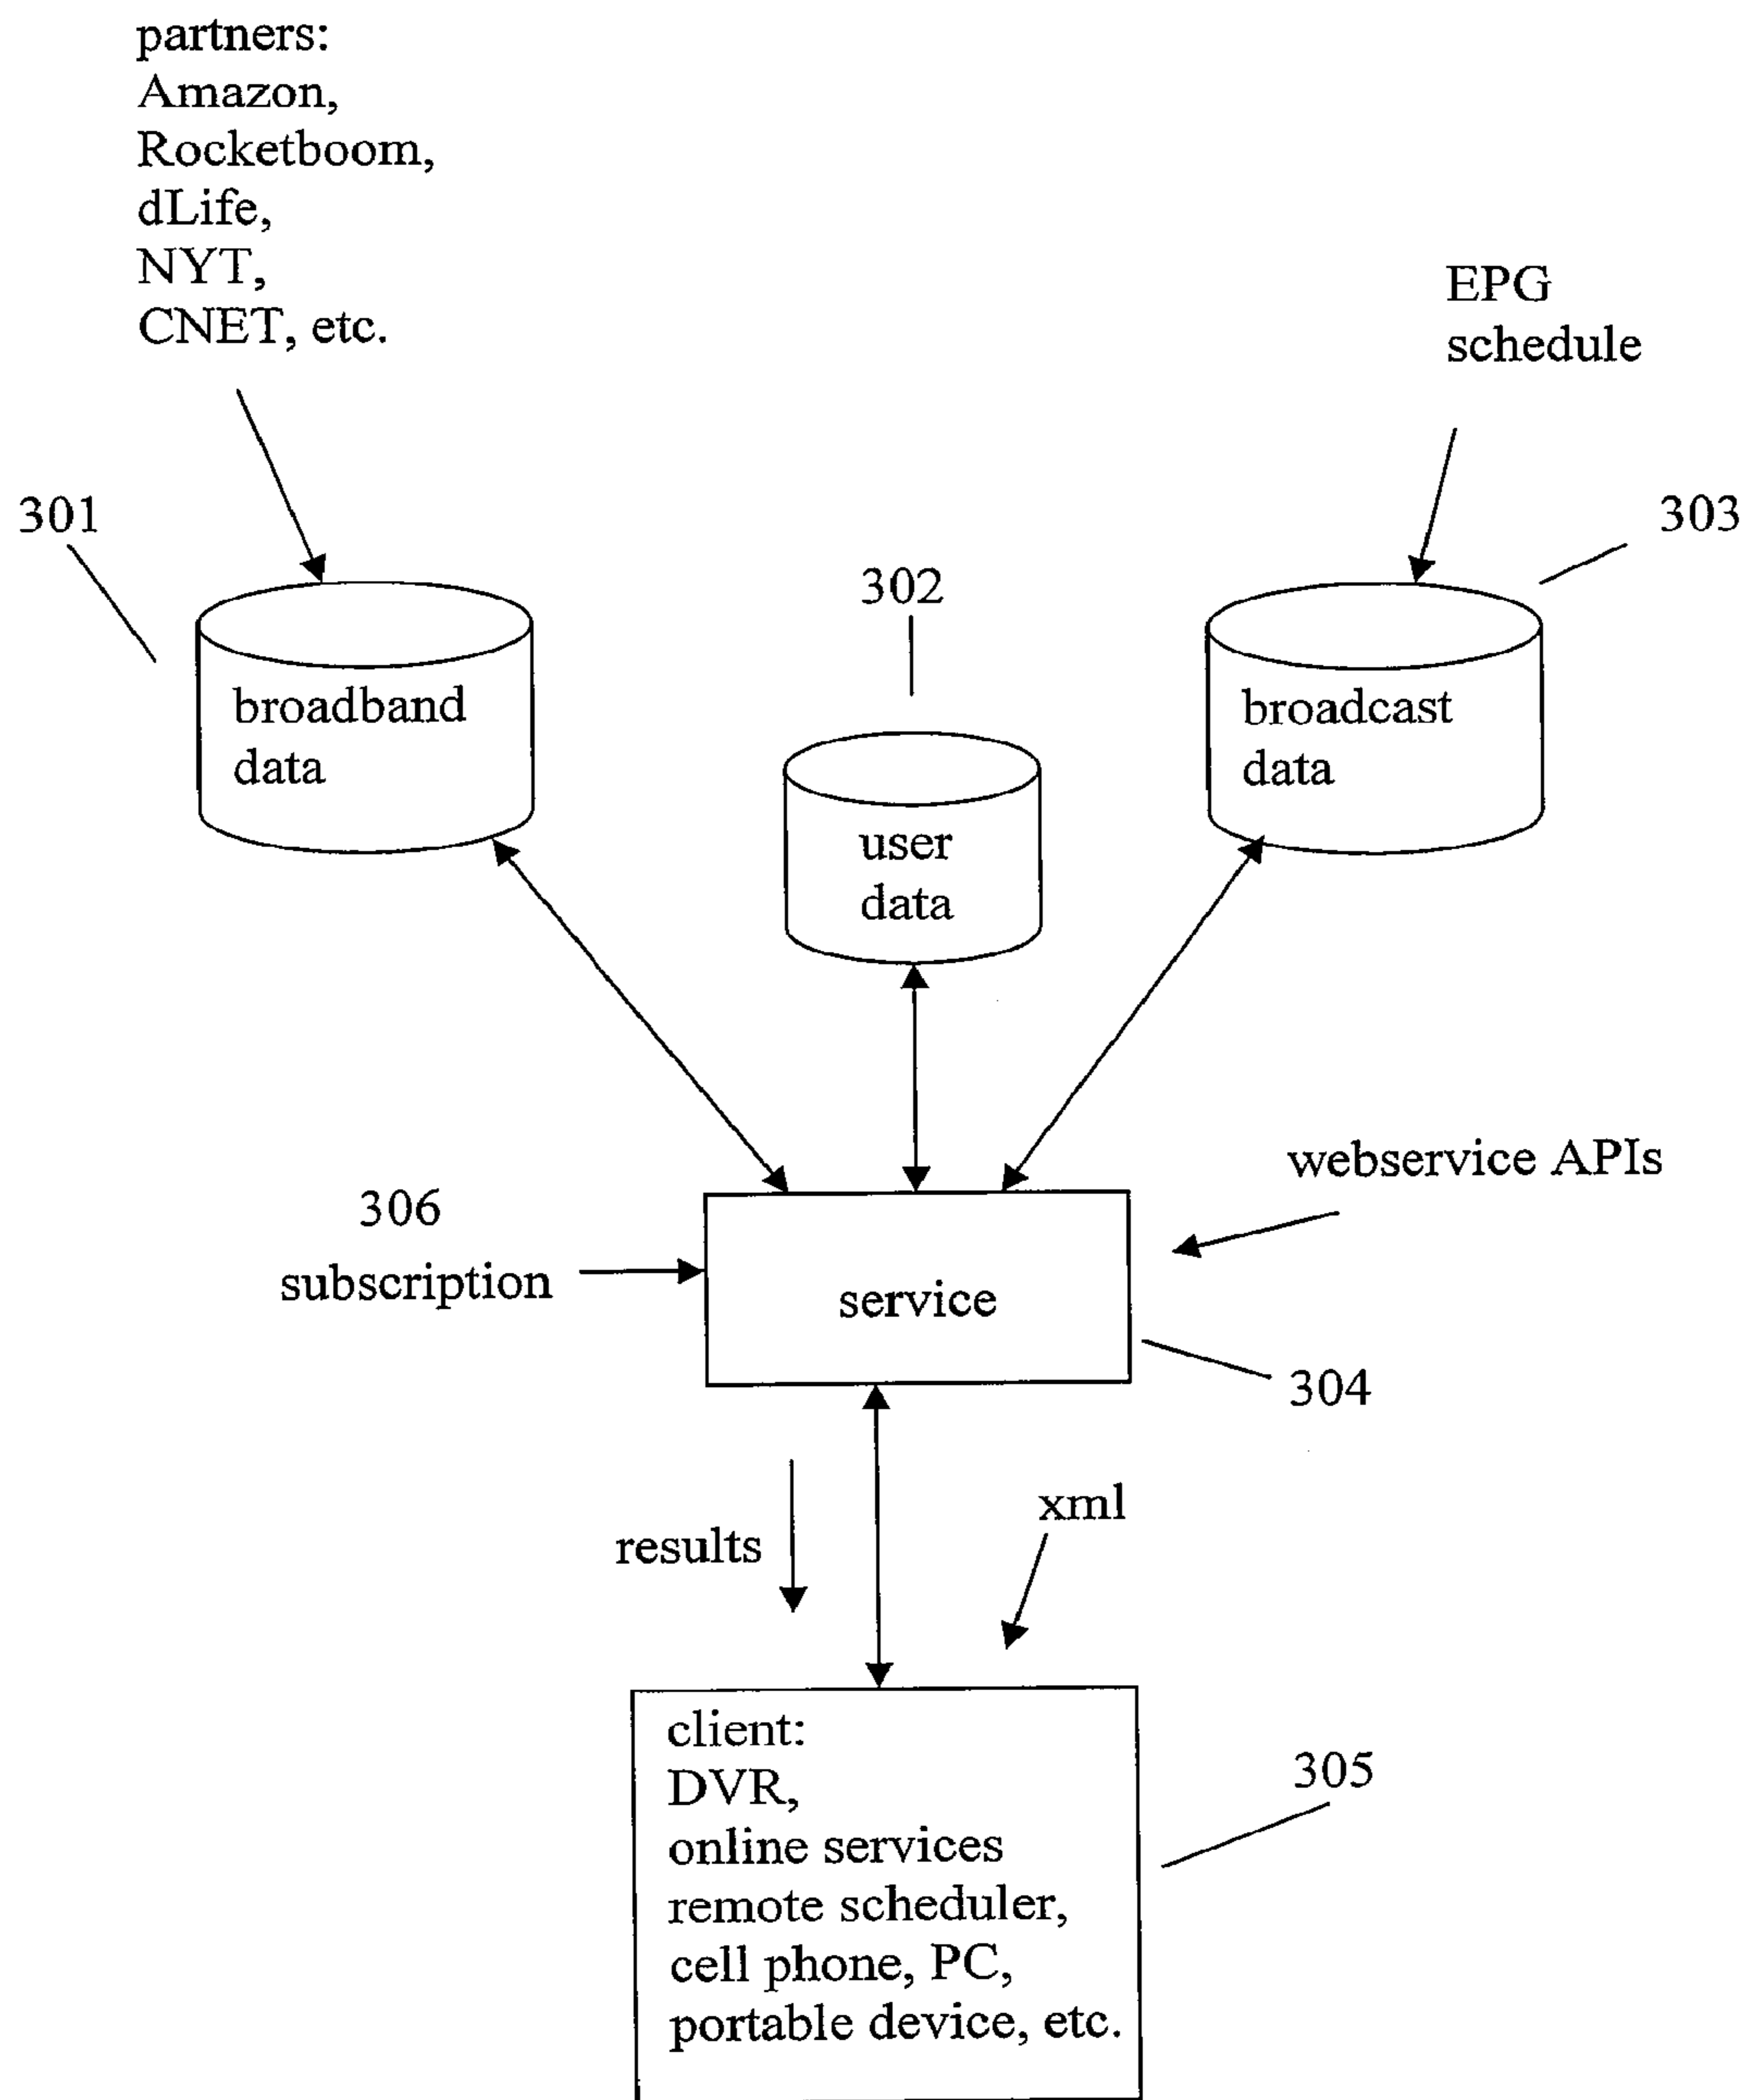 partners:
Amazon,
Rocketboom,
dLife,
NYT,
CNET, etc.
EPG
schedule
301
303
302
broadband
data
broadcast
data
user
data
webservice APIs
306
subscription
service
304
xml
results
client:
DVR,
online services
remote scheduler,
cell phone, PC,
portable device, etc.
305